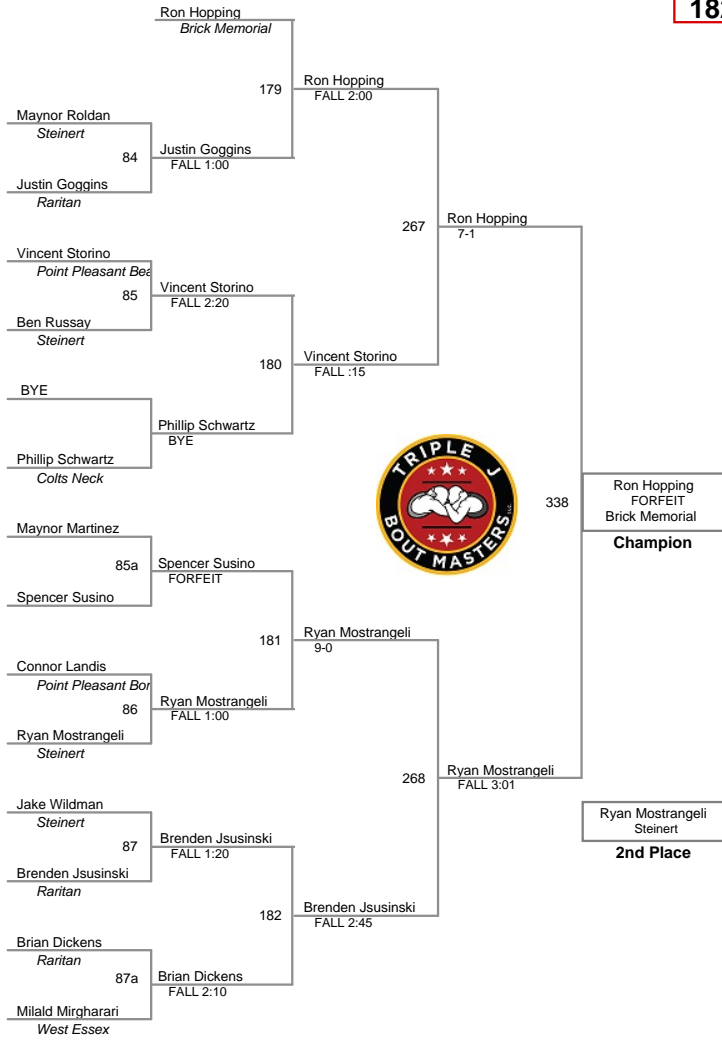 182
Ron Hopping
Brick Memorial
179
Ron Hopping
FALL 2:00
Maynor Roldan
Steinert
84
Justin Goggins
FALL 1:00
Justin Goggins
Raritan
267
Ron Hopping
7-1
Vincent Storino
Point Pleasant Bea
85
Vincent Storino
FALL 2:20
Ben Russay
Steinert
180
Vincent Storino
FALL :15
BYE
Phillip Schwartz
BYE
Phillip Schwartz
Colts Neck
TRIPLE J
BOUT MASTERS
LLC
338
Ron Hopping
FORFEIT
Brick Memorial
Champion
Maynor Martinez
85a
Spencer Susino
FORFEIT
Spencer Susino
181
Ryan Mostrangeli
9-0
Connor Landis
Point Pleasant Bor
86
Ryan Mostrangeli
FALL 1:00
Ryan Mostrangeli
Steinert
268
Ryan Mostrangeli
FALL 3:01
Jake Wildman
Steinert
87
Brenden Jsusinski
FALL 1:20
Brenden Jsusinski
Raritan
182
Brenden Jsusinski
FALL 2:45
Brian Dickens
Raritan
87a
Brian Dickens
FALL 2:10
Milald Mirgharari
West Essex
Ryan Mostrangeli
Steinert
2nd Place